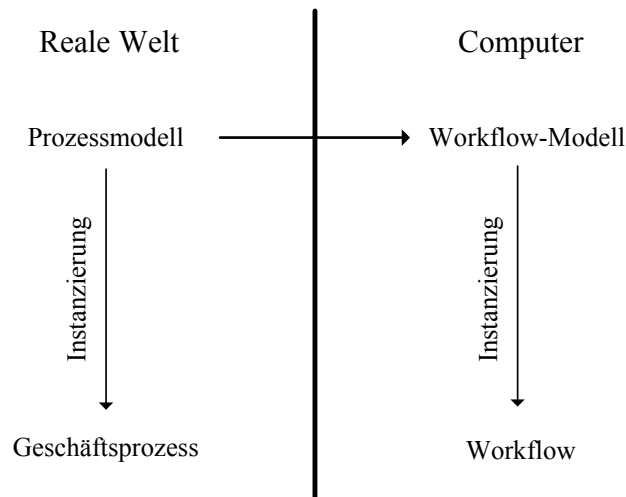 Reale Welt
Computer
Prozessmodell
Workflow-Modell
Instanzierung
Instanzierung
Geschäftsprozess
Workflow